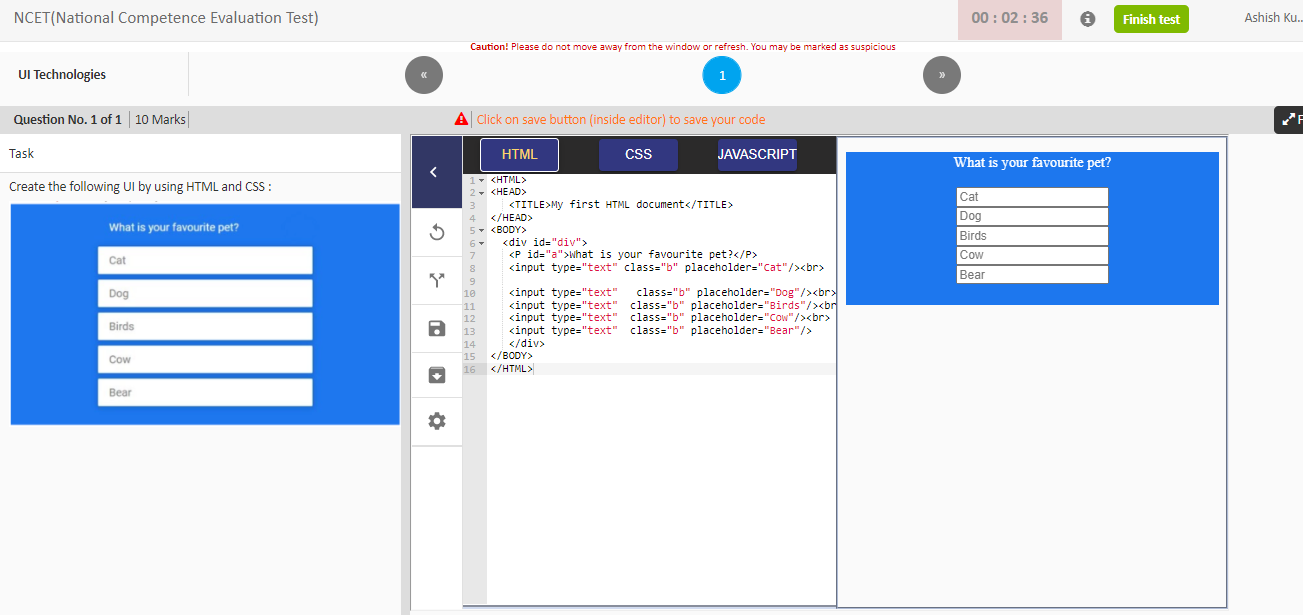 NCET(National Competence Evaluation Test)
00 : 02 : 36
Finish test
Ashish Ku..
Caution! Please do not move away from the window or refresh. You may be marked as suspicious
UI Technologies
«
1
»
Question No. 1 of 1
10 Marks
Click on save button (inside editor) to save your code
F
Task
Create the following UI by using HTML and CSS :
What is your favourite pet?
Cat
Dog
Birds
Cow
Bear
HTML
CSS
JAVASCRIPT
1 <HTML>
2 <HEAD>
3 <TITLE>My first HTML document</TITLE>
4 </HEAD>
5 <BODY>
6 <div id="div">
7 <P id="a">What is your favourite pet?</P>
8 <input type="text" class="b" placeholder="Cat"/><br>
9
10 <input type="text"   class="b" placeholder="Dog"/><br>
11 <input type="text"  class="b" placeholder="Birds"/><br
12 <input type="text"  class="b" placeholder="Cow"/><br>
13 <input type="text"  class="b" placeholder="Bear"/>
14 </div>
15 </BODY>
16 </HTML>
What is your favourite pet?
Cat
Dog
Birds
Cow
Bear